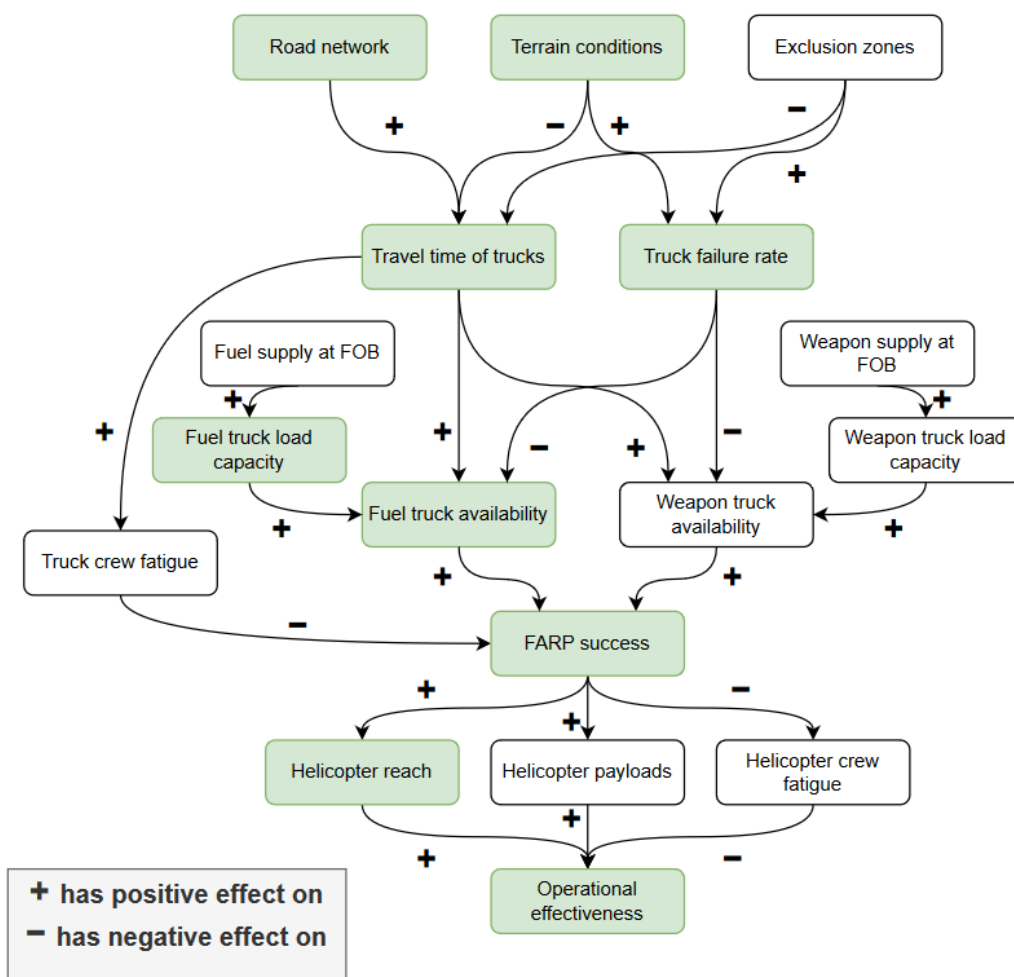 Road network
Terrain conditions
Exclusion zones
+
−
+
−
+
Travel time of trucks
Truck failure rate
Fuel supply at FOB
Weapon supply at
FOB
+
+
+
Fuel truck load
capacity
+
−
+
−
Weapon truck load
capacity
+
Fuel truck availability
Weapon truck
availability
+
Truck crew fatigue
+
+
−
FARP success
+
+
−
Helicopter reach
Helicopter payloads
Helicopter crew
fatigue
+
+
−
Operational
effectiveness
+ has positive effect on
− has negative effect on